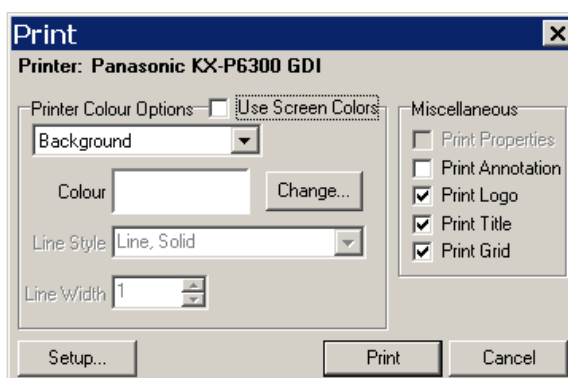 Print
Printer: Panasonic KX-P6300 GDI
Printer Colour Options
Use Screen Colors
Background
Colour
Change...
Line Style
Line, Solid
Line Width
1
Miscellaneous
Print Properties
Print Annotation
Print Logo
Print Title
Print Grid
Setup...
Print
Cancel